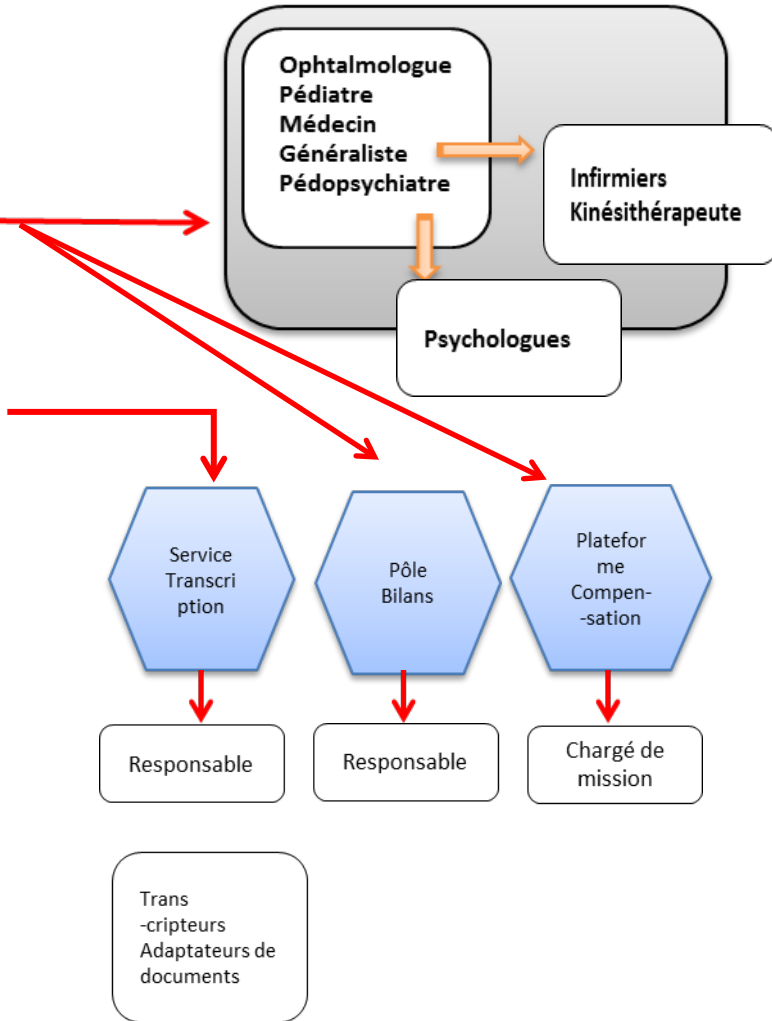 Ophtalmologue
Pédiatre
Médecin
Généraliste
Pédopsychiatre
Infirmiers
Kinésithérapeute
Psychologues
Service
Transcri
ption
Pôle
Bilans
Platefor
me
Compen-
-sation
Responsable
Responsable
Chargé de
mission
Trans
-cripteurs
Adaptateurs de
documents